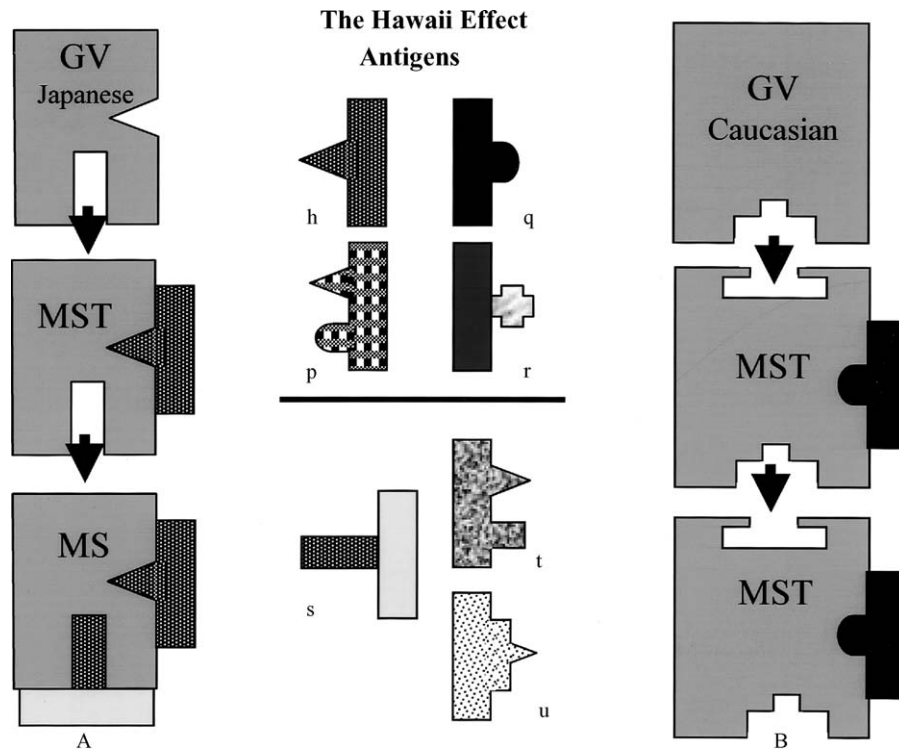 The Hawaii Effect
Antigens
GV
Japanese
MST
MS
A
h
q
p
r
s
t
u
GV
Caucasian
MST
MST
B